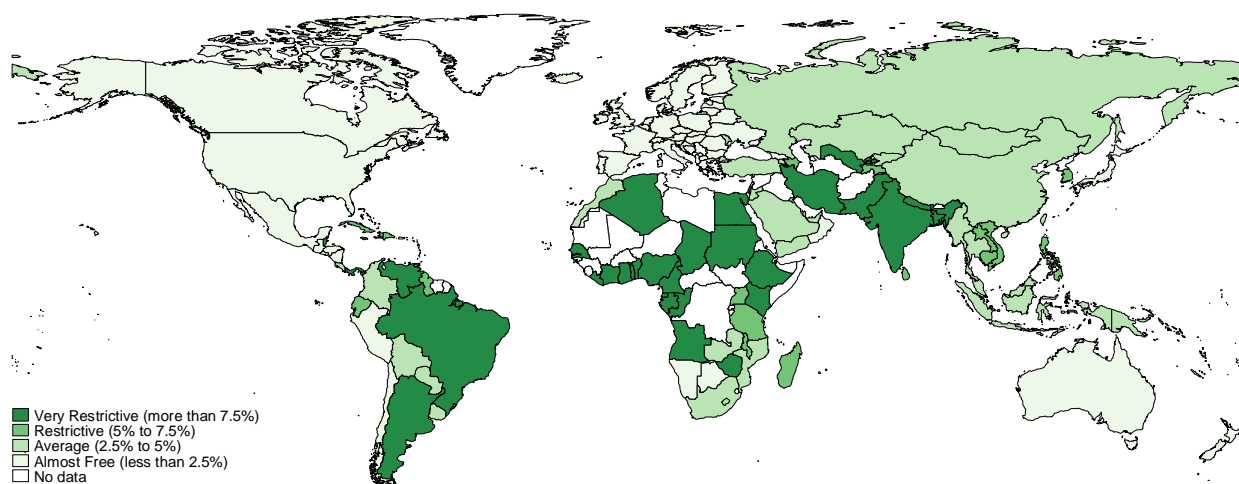 Very Restrictive (more than 7.5%)
Restrictive (5% to 7.5%)
Average (2.5% to 5%)
Almost Free (less than 2.5%)
No data